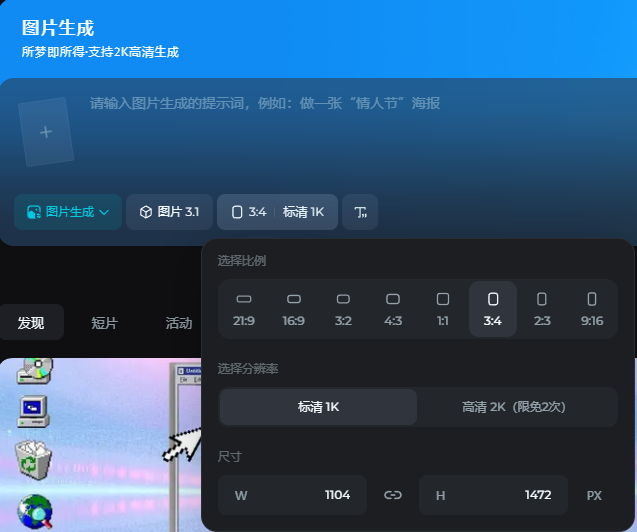 图片生成
所梦即所得·支持2K高清生成
请输入图片生成的提示词，例如：做一张“情人节”海报
图片生成 图片 3.1 3:4 标清 1K
选择比例
21:9 16:9 3:2 4:3 1:1 3:4 2:3 9:16
发现 短片 活动
选择分辨率
标清 1K 高清 2K（限免2次）
尺寸
W 1104 H 1472 PX